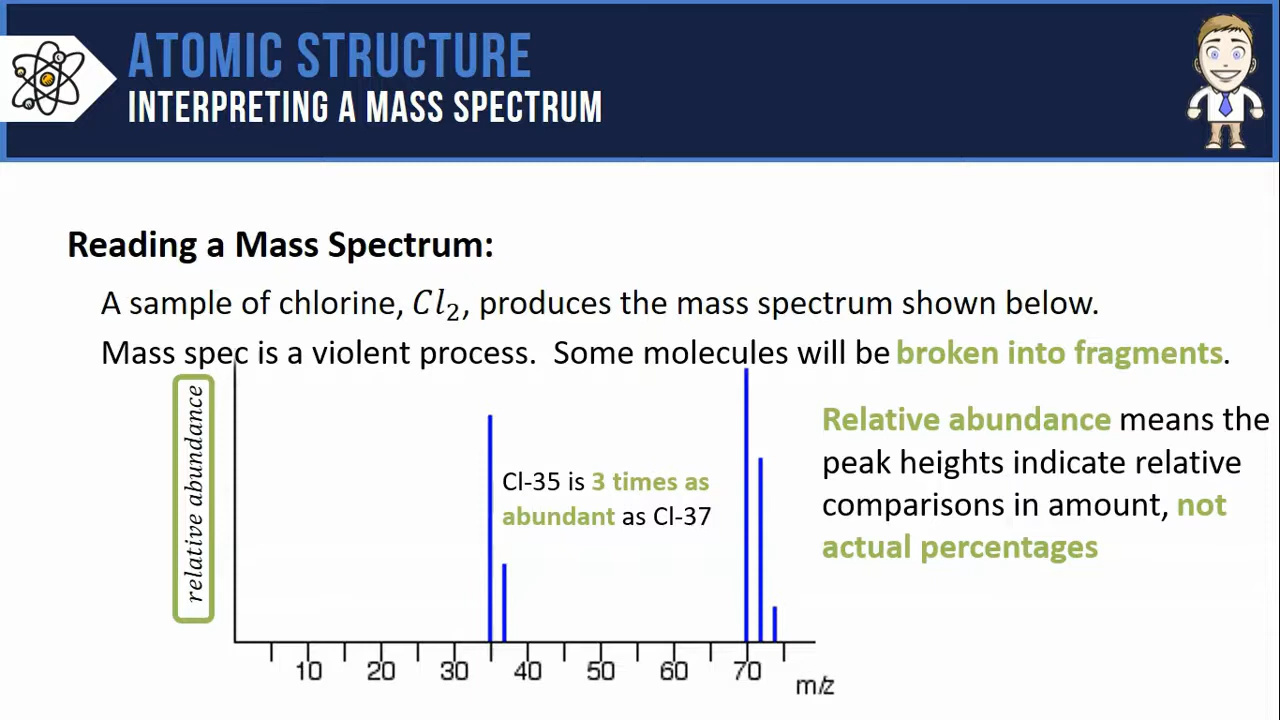 ATOMIC STRUCTURE
INTERPRETING A MASS SPECTRUM
Reading a Mass Spectrum:
A sample of chlorine, Cl₂, produces the mass spectrum shown below.
Mass spec is a violent process. Some molecules will be broken into fragments.
relative abundance
Cl-35 is 3 times as
abundant as Cl-37
Relative abundance means the
peak heights indicate relative
comparisons in amount, not
actual percentages
10 20 30 40 50 60 70
m/z